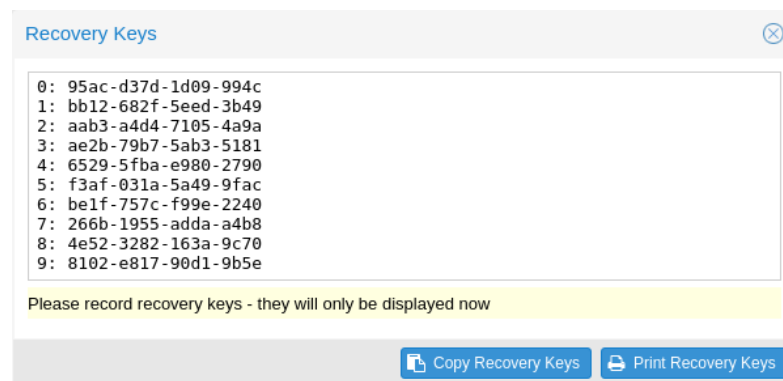 Recovery Keys
0: 95ac-d37d-1d09-994c
1: bb12-682f-5eed-3b49
2: aab3-a4d4-7105-4a9a
3: ae2b-79b7-5ab3-5181
4: 6529-5fba-e980-2790
5: f3af-031a-5a49-9fac
6: be1f-757c-f99e-2240
7: 266b-1955-adda-a4b8
8: 4e52-3282-163a-9c70
9: 8102-e817-90d1-9b5e
Please record recovery keys - they will only be displayed now
Copy Recovery Keys Print Recovery Keys